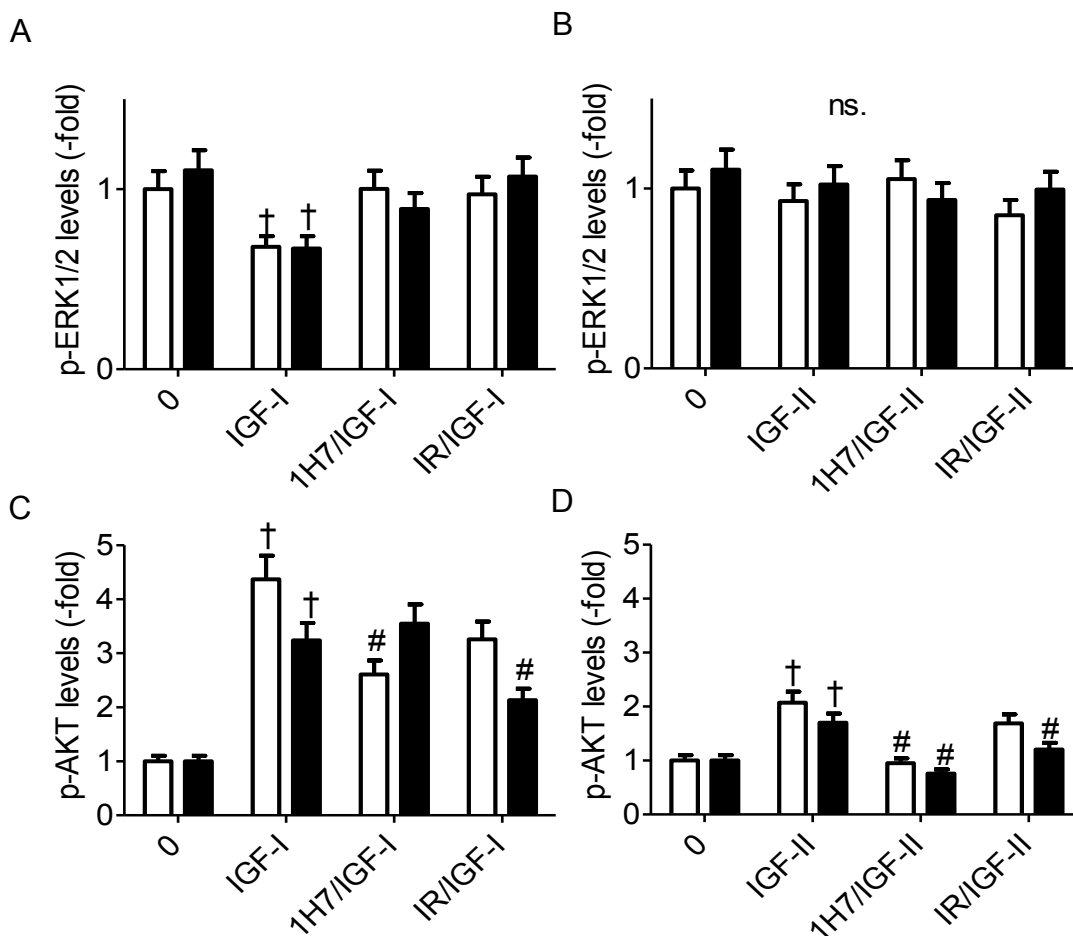 A
p-ERK1/2 levels (-fold)
1
0
‡ †
0 IGF-I 1H7/IGF-I IR/IGF-I
B
p-ERK1/2 levels (-fold)
ns.
1
0
0 IGF-II 1H7/IGF-II IR/IGF-II
C
p-AKT levels (-fold)
5
4
3
2
1
0
† † # #
0 IGF-I 1H7/IGF-I IR/IGF-I
D
p-AKT levels (-fold)
5
4
3
2
1
0
† † # # #
0 IGF-II 1H7/IGF-II IR/IGF-II